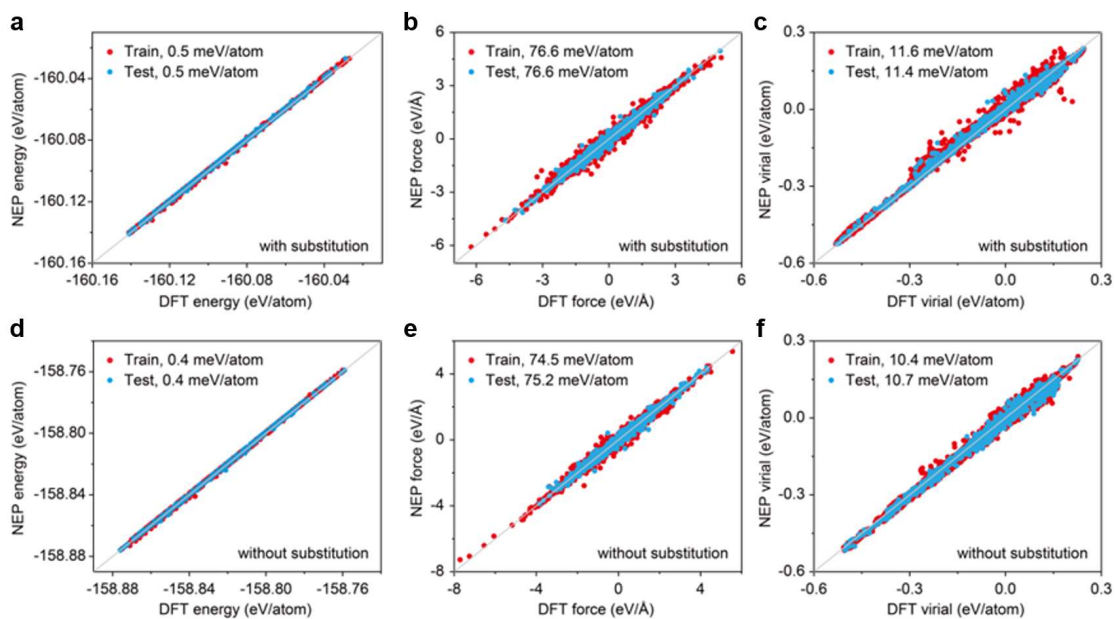 a
Train, 0.5 meV/atom
Test, 0.5 meV/atom
-160.04
-160.08
-160.12
-160.16
NEP energy (eV/atom)
with substitution
-160.16
-160.12
-160.08
-160.04
DFT energy (eV/atom)
b
Train, 76.6 meV/atom
Test, 76.6 meV/atom
6
3
0
-3
-6
NEP force (eV/Å)
with substitution
-6
-3
0
3
6
DFT force (eV/Å)
c
Train, 11.6 meV/atom
Test, 11.4 meV/atom
0.3
0.0
-0.3
-0.6
NEP virial (eV/atom)
with substitution
-0.6
-0.3
0.0
0.3
DFT virial (eV/atom)
d
Train, 0.4 meV/atom
Test, 0.4 meV/atom
-158.76
-158.80
-158.84
-158.88
NEP energy (eV/atom)
without substitution
-158.88
-158.84
-158.80
-158.76
DFT energy (eV/atom)
e
Train, 74.5 meV/atom
Test, 75.2 meV/atom
4
0
-4
-8
NEP force (eV/Å)
without substitution
-8
-4
0
4
DFT force (eV/Å)
f
Train, 10.4 meV/atom
Test, 10.7 meV/atom
0.3
0.0
-0.3
-0.6
NEP virial (eV/atom)
without substitution
-0.6
-0.3
0.0
0.3
DFT virial (eV/atom)